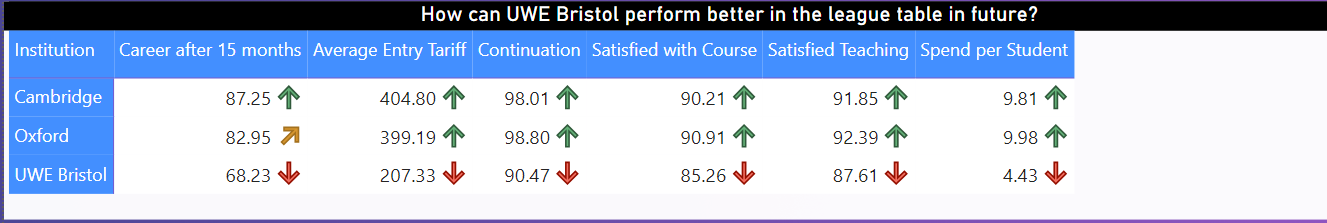 How can UWE Bristol perform better in the league table in future?
Institution Career after 15 months Average Entry Tariff Continuation Satisfied with Course Satisfied Teaching Spend per Student
Cambridge 87.25 404.80 98.01 90.21 91.85 9.81
Oxford 82.95 399.19 98.80 90.91 92.39 9.98
UWE Bristol 68.23 207.33 90.47 85.26 87.61 4.43